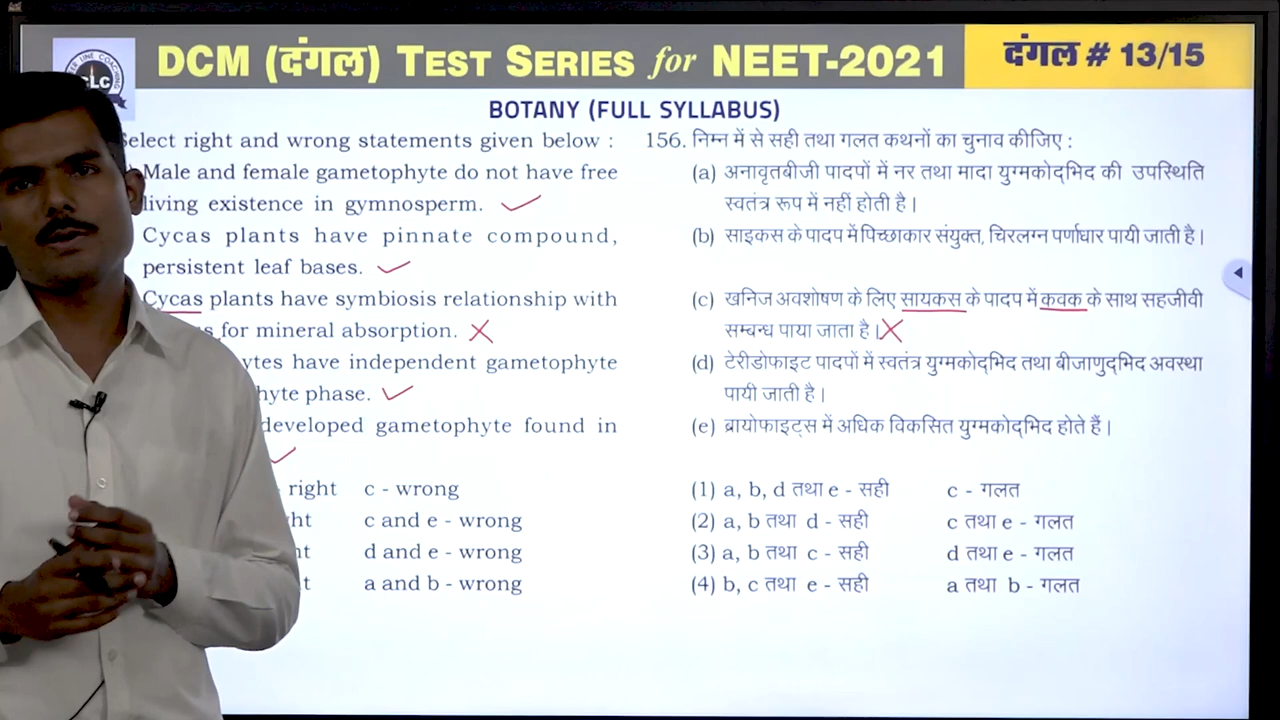 DCM (दंगल) TEST SERIES for NEET-2021
दंगल # 13/15
BOTANY (FULL SYLLABUS)
Select right and wrong statements given below :
Male and female gametophyte do not have free
living existence in gymnosperm.
Cycas plants have pinnate compound,
persistent leaf bases.
Cycas plants have symbiosis relationship with
for mineral absorption.
have independent gametophyte
phase.
developed gametophyte found in
right c - wrong
c and e - wrong
d and e - wrong
a and b - wrong
156. निम्न में से सही तथा गलत कथनों का चुनाव कीजिए :
(a) अनावृतबीजी पादपों में नर तथा मादा युग्मकोद्भिद की उपस्थिति
स्वतंत्र रूप में नहीं होती है।
(b) साइकस के पादप में पिच्छाकार संयुक्त, चिरलग्न पर्णाधार पायी जाती है।
(c) खनिज अवशोषण के लिए सायकस के पादप में कवक के साथ सहजीवी
सम्बन्ध पाया जाता है।
(d) टेरीडोफाइट पादपों में स्वतंत्र युग्मकोद्भिद तथा बीजाणुद्भिद अवस्था
पायी जाती है।
(e) ब्रायोफाइट्स में अधिक विकसित युग्मकोद्भिद होते हैं।
(1) a, b, d तथा e - सही c - गलत
(2) a, b तथा d - सही c तथा e - गलत
(3) a, b तथा c - सही d तथा e - गलत
(4) b, c तथा e - सही a तथा b - गलत